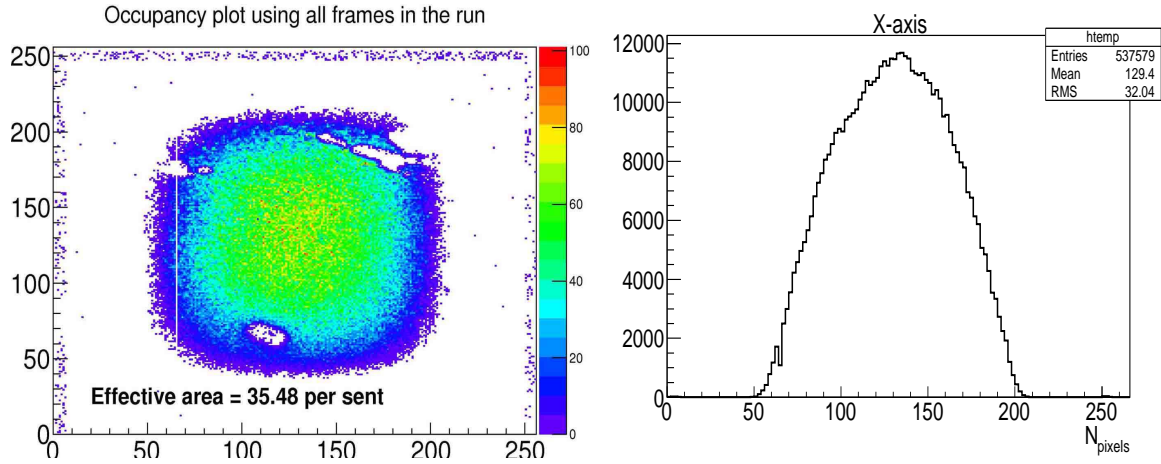 Occupancy plot using all frames in the run
250
200
150
100
50
0
0 50 100 150 200 250
100
80
60
40
20
0
Effective area = 35.48 per sent
X-axis
htemp
Entries 537579
Mean 129.4
RMS 32.04
12000
10000
8000
6000
4000
2000
0
0 50 100 150 200 250
Npixels